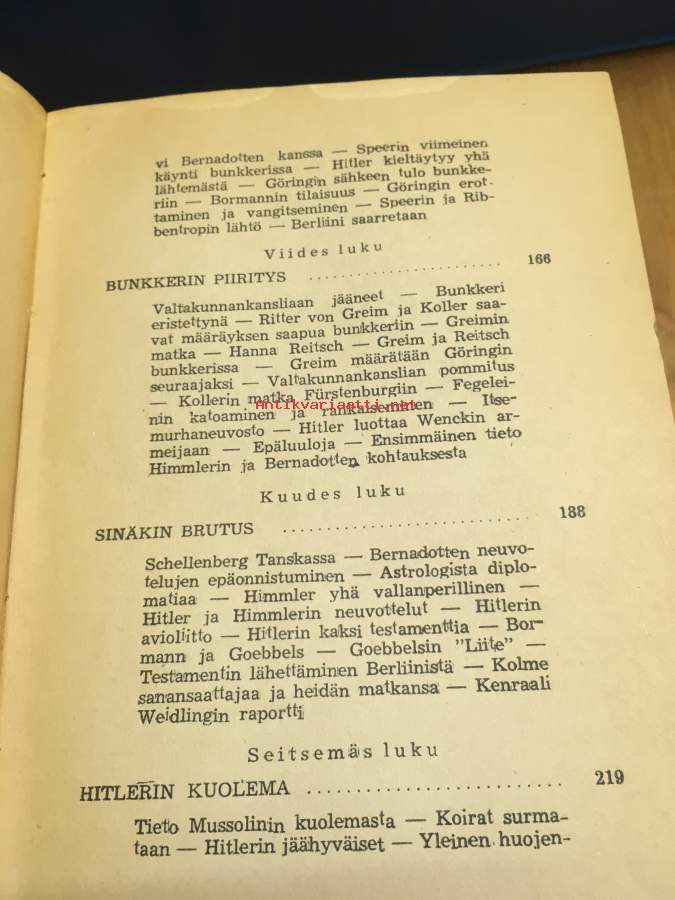 vi Bernadotten kanssa — Speerin viimeinen
käynti bunkkerissa — Hitler kieltäytyy yhä
lähtemästä — Göringin sähkeen tulo bunkke-
riin — Bormannin tilaisuus — Göringin erot-
taminen ja vangitseminen — Speerin ja Rib-
bentropin lähtö — Berliini saarretaan
Viides luku
BUNKKERIN PIIRITYS .......................... 166
Valtakunnankansliaan jääneet — Bunkkeri
eristettynä — Ritter von Greim ja Koller saa-
vat määräyksen saapua bunkkeriin — Greimin
matka — Hanna Reitsch — Greim ja Reitsch
bunkkerissa — Greim määrätään Göringin
seuraajaksi — Valtakunnankanslian pommitus
— Kollerin matka Fürstenburgiin — Fegelei-
nin katoaminen ja rankaiseminen — Itse-
Antikvariaatti.net
murhaneuvosto — Hitler luottaa Wenckin ar-
meijaan — Epäluuloja — Ensimmäinen tieto
Himmlerin ja Bernadotten kohtauksesta
Kuudes luku
SINÄKIN BRUTUS .............................. 188
Schellenberg Tanskassa — Bernadotten neuvo-
telujen epäonnistuminen — Astrologista diplo-
matiaa — Himmler yhä vallanperillinen —
Hitler ja Himmlerin neuvottelut — Hitlerin
avioliitto — Hitlerin kaksi testamenttia — Bor-
mann ja Goebbels — Goebbelsin "Liite" —
Testamentin lähettäminen Berliinistä — Kolme
sanansaattajaa ja heidän matkansa — Kenraali
Weidlingin raportti
Seitsemäs luku
HITLERIN KUOLEMA .......................... 219
Tieto Mussolinin kuolemasta — Koirat surma-
taan — Hitlerin jäähyväiset — Yleinen huojen-